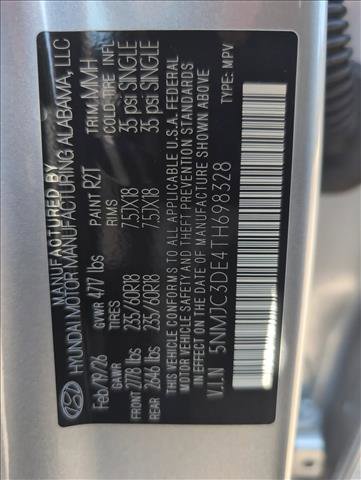 MANUFACTURED BY
HYUNDAI MOTOR MANUFACTURING ALABAMA, LLC
Feb/19/26 GVWR 4717 lbs PAINT R2T TRIM MMH
GAWR RIMS COLD TIRE INF.
FRONT 2778 lbs 235/60R18 7.5JX18 35 psi SINGLE
REAR 2646 lbs 235/60R18 7.5JX18 35 psi SINGLE
THIS VEHICLE CONFORMS TO ALL APPLICABLE U.S.A. FEDERAL
MOTOR VEHICLE SAFETY AND THEFT PREVENTION STANDARDS
IN EFFECT ON THE DATE OF MANUFACTURE SHOWN ABOVE
V.I.N 5NMJC3DE4TH698328 TYPE: MPV